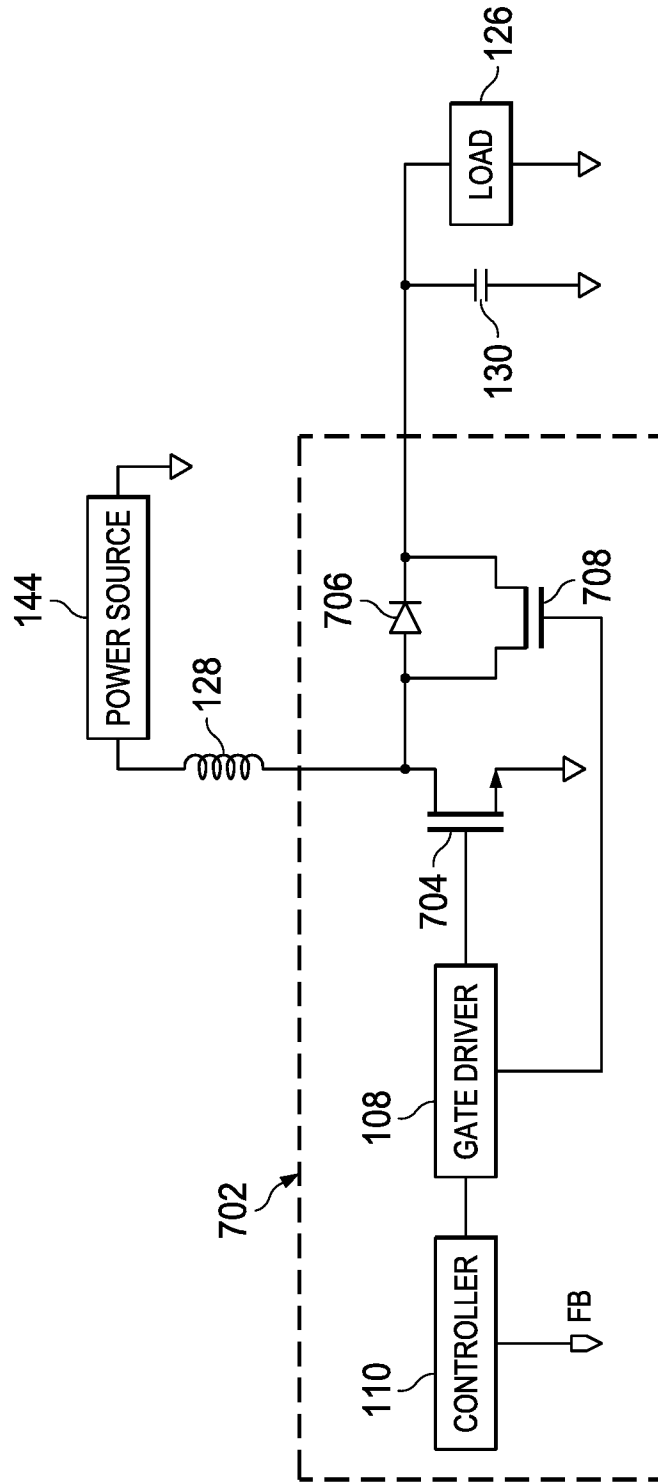 144
POWER SOURCE
128
702
706
708
704
126
LOAD
130
110
CONTROLLER
108
GATE DRIVER
FB